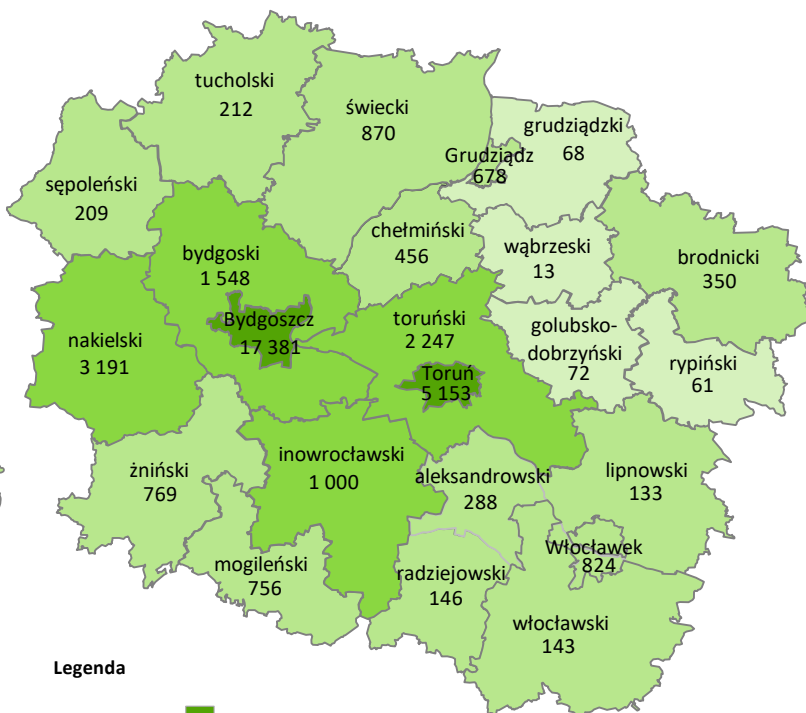 tucholski
212
świecki
870
grudziądzki
68
Grudziądz
678
sępoleński
209
chełmiński
456
wąbrzeski
13
brodnicki
350
bydgoski
1 548
Bydgoszcz
17 381
toruński
2 247
golubsko-
dobrzyński
72
rypiński
61
nakielski
3 191
Toruń
5 153
żniński
769
inowrocławski
1 000
aleksandrowski
288
lipnowski
133
mogileński
756
radziejowski
146
Włocławek
824
włocławski
143
Legenda